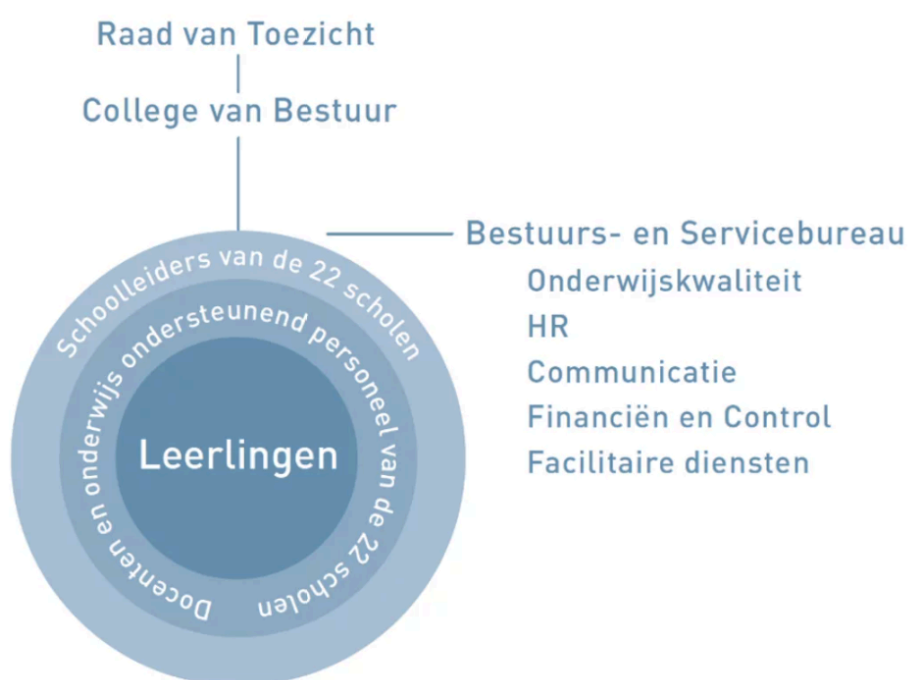 Raad van Toezicht
College van Bestuur
Bestuurs- en Servicebureau
Onderwijskwaliteit
HR
Communicatie
Financiën en Control
Facilitaire diensten
Schoolleiders van de 22 scholen
Docenten en onderwijs ondersteunend personeel van de 22 scholen
Leerlingen